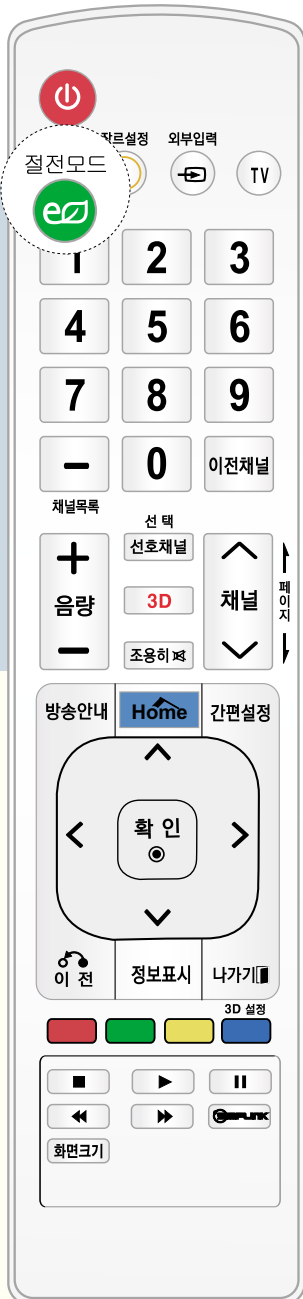 장르설정 외부입력
절전모드
TV
1 2 3
4 5 6
7 8 9
0 이전채널
채널목록
선 택
선호채널
음량
3D
채널
페이지
조용히
방송안내 Home 간편설정
확 인
이 전 정보표시 나가기
3D 설정
화면크기